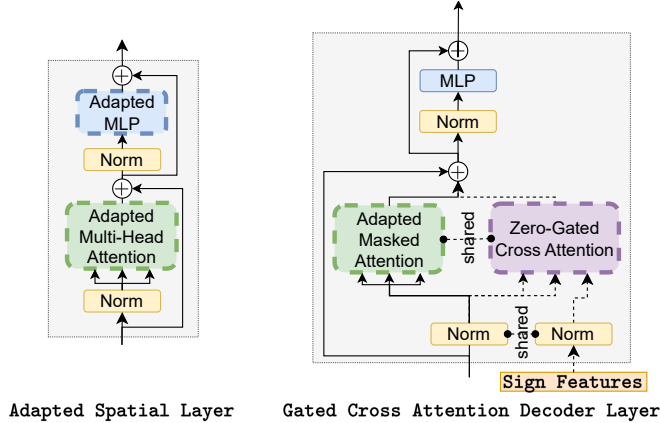 Adapted
MLP
Norm
Adapted
Multi-Head
Attention
Norm
Adapted Spatial Layer
MLP
Norm
Adapted
Masked
Attention
shared
Zero-Gated
Cross Attention
Norm
shared
Norm
Sign Features
Gated Cross Attention Decoder Layer